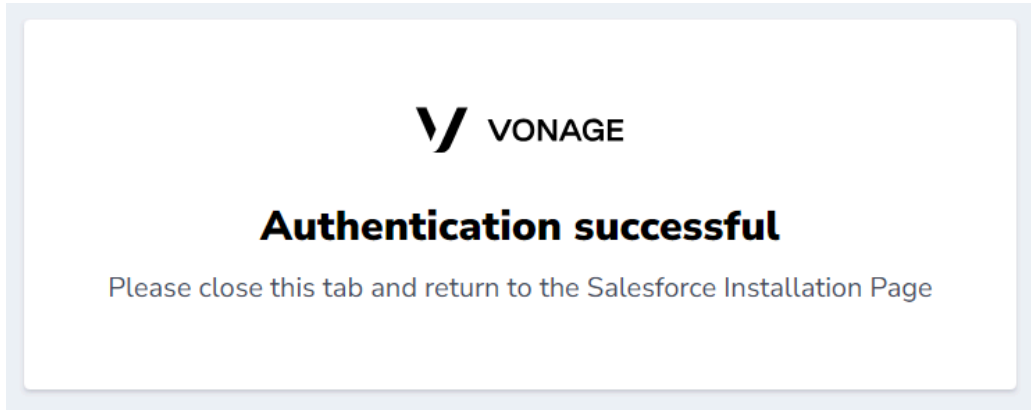 VONAGE
Authentication successful
Please close this tab and return to the Salesforce Installation Page